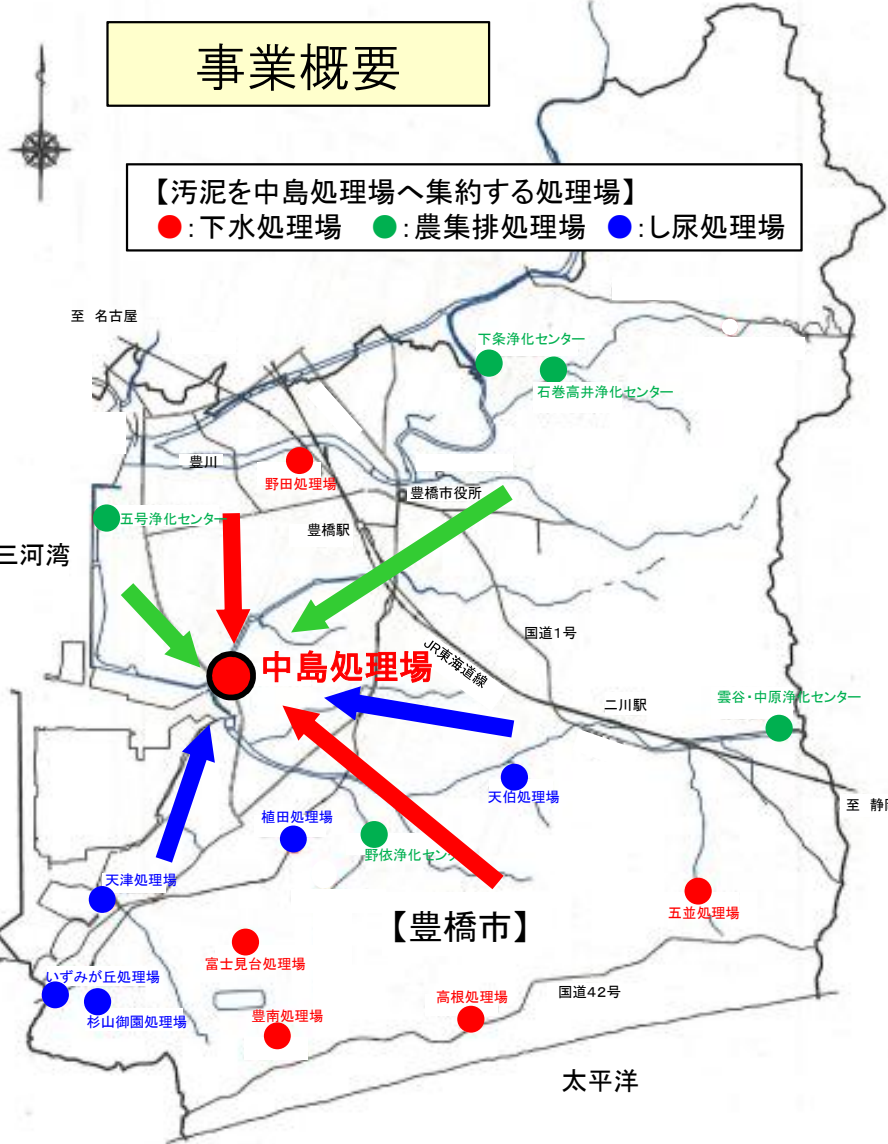 事業概要
【汚泥を中島処理場へ集約する処理場】
●:下水処理場 ●:農集排処理場 ●:し尿処理場
至 名古屋
下条浄化センター
石巻高井浄化センター
豊川
野田処理場
豊橋市役所
五号浄化センター
豊橋駅
三河湾
国道1号
JR東海道線
中島処理場
二川駅
雲谷・中原浄化センター
天伯処理場
至 静岡
植田処理場
野依浄化センタ
天津処理場
五並処理場
【豊橋市】
富士見台処理場
いずみが丘処理場
高根処理場
国道42号
杉山御園処理場
豊南処理場
太平洋